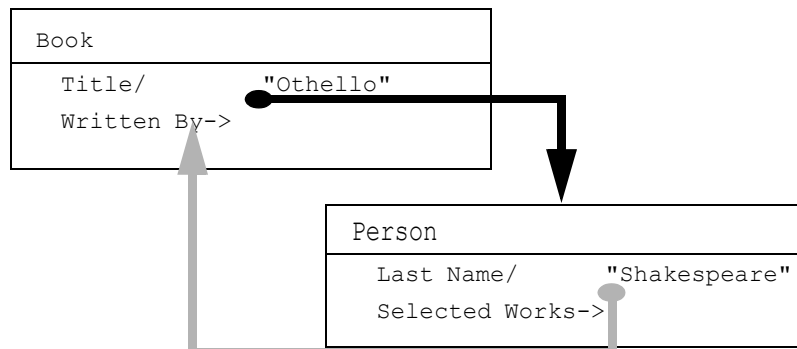 Book
Title/ "Othello"
Written By->
Person
Last Name/ "Shakespeare"
Selected Works->